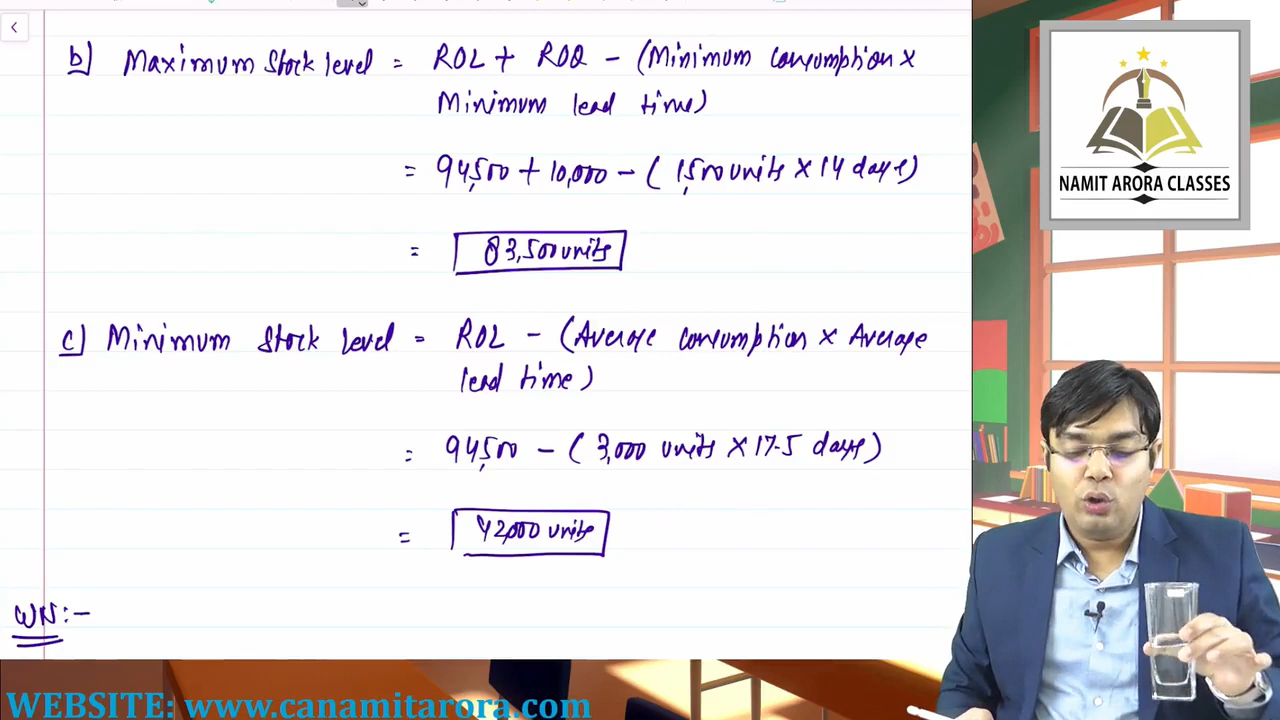 b) Maximum Stock level = ROL + ROQ - (Minimum consumption x
Minimum lead time)
= 94,500 + 10,000 - (1,500 units x 14 days)
= 83,500 units
c) Minimum Stock level = ROL - (Average consumption x Average
lead time)
= 94,500 - (3,000 units x 17.5 days)
= 42,000 units
WN:-
NAMIT ARORA CLASSES
WEBSITE: www.canamitarora.com